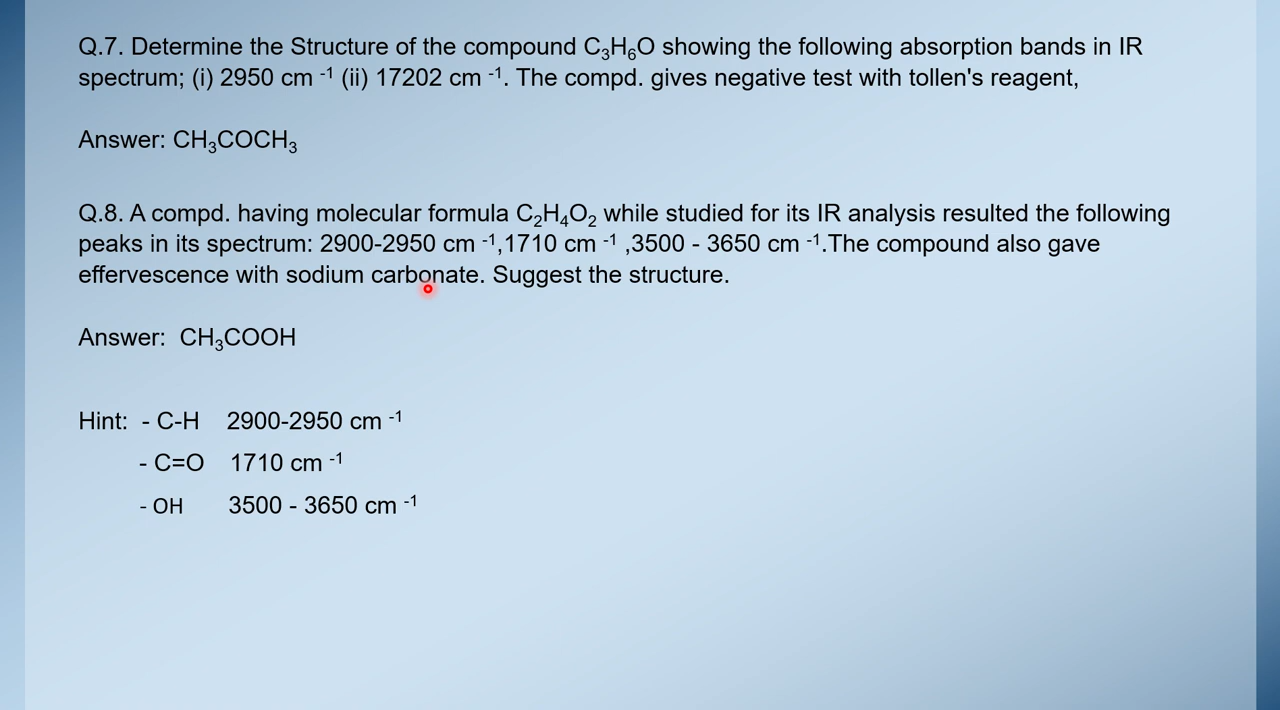 Q.7. Determine the Structure of the compound C₃H₆O showing the following absorption bands in IR
spectrum; (i) 2950 cm ⁻¹ (ii) 17202 cm ⁻¹. The compd. gives negative test with tollen's reagent,
Answer: CH₃COCH₃
Q.8. A compd. having molecular formula C₂H₄O₂ while studied for its IR analysis resulted the following
peaks in its spectrum: 2900-2950 cm ⁻¹,1710 cm ⁻¹ ,3500 - 3650 cm ⁻¹.The compound also gave
effervescence with sodium carbonate. Suggest the structure.
Answer: CH₃COOH
Hint: - C-H 2900-2950 cm ⁻¹
- C=O 1710 cm ⁻¹
- OH 3500 - 3650 cm ⁻¹